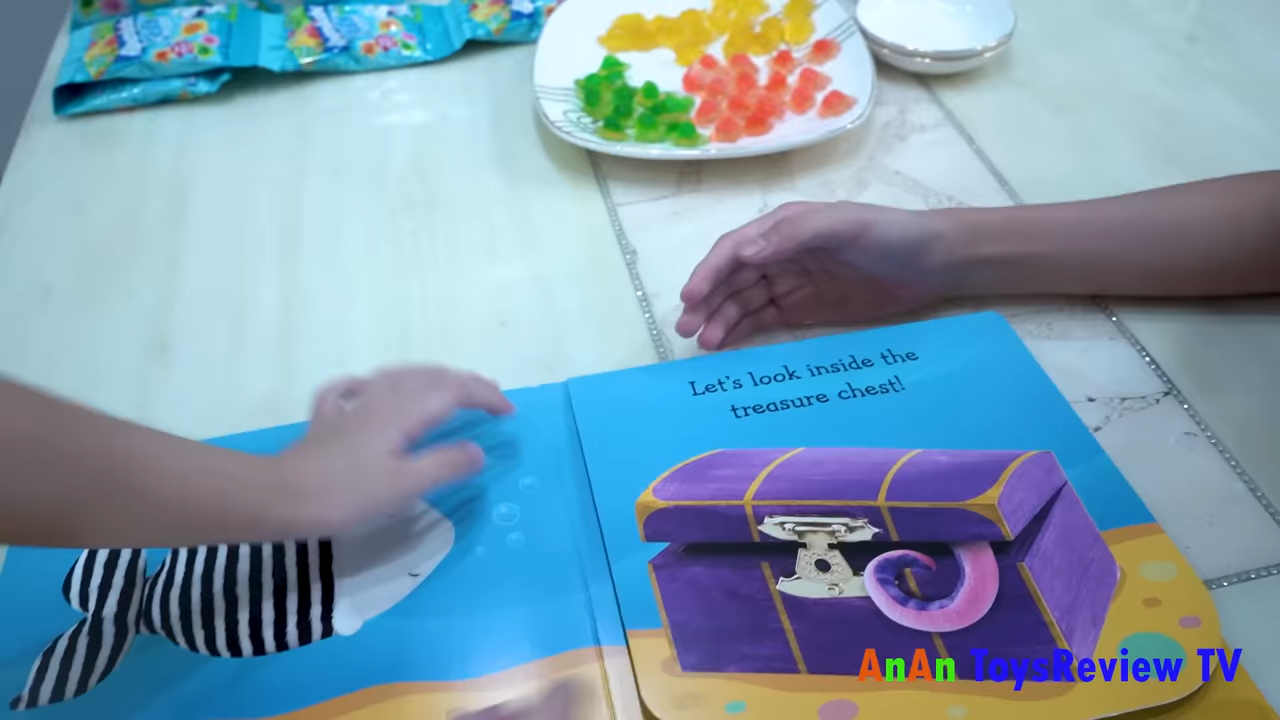 Let's look inside the
treasure chest!
AnAn ToysReview TV